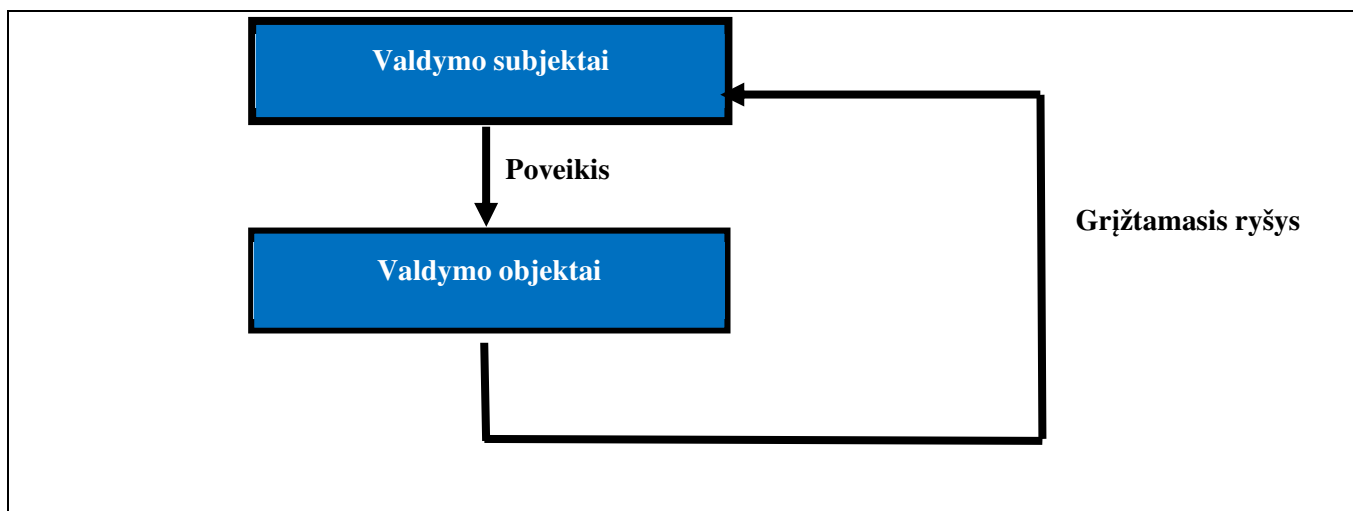 Valdymo subjektai
Poveikis
Grįžtamasis ryšys
Valdymo objektai